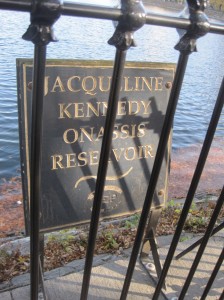 JACQUELINE
KENNEDY
ONASSIS
RESERVOIR